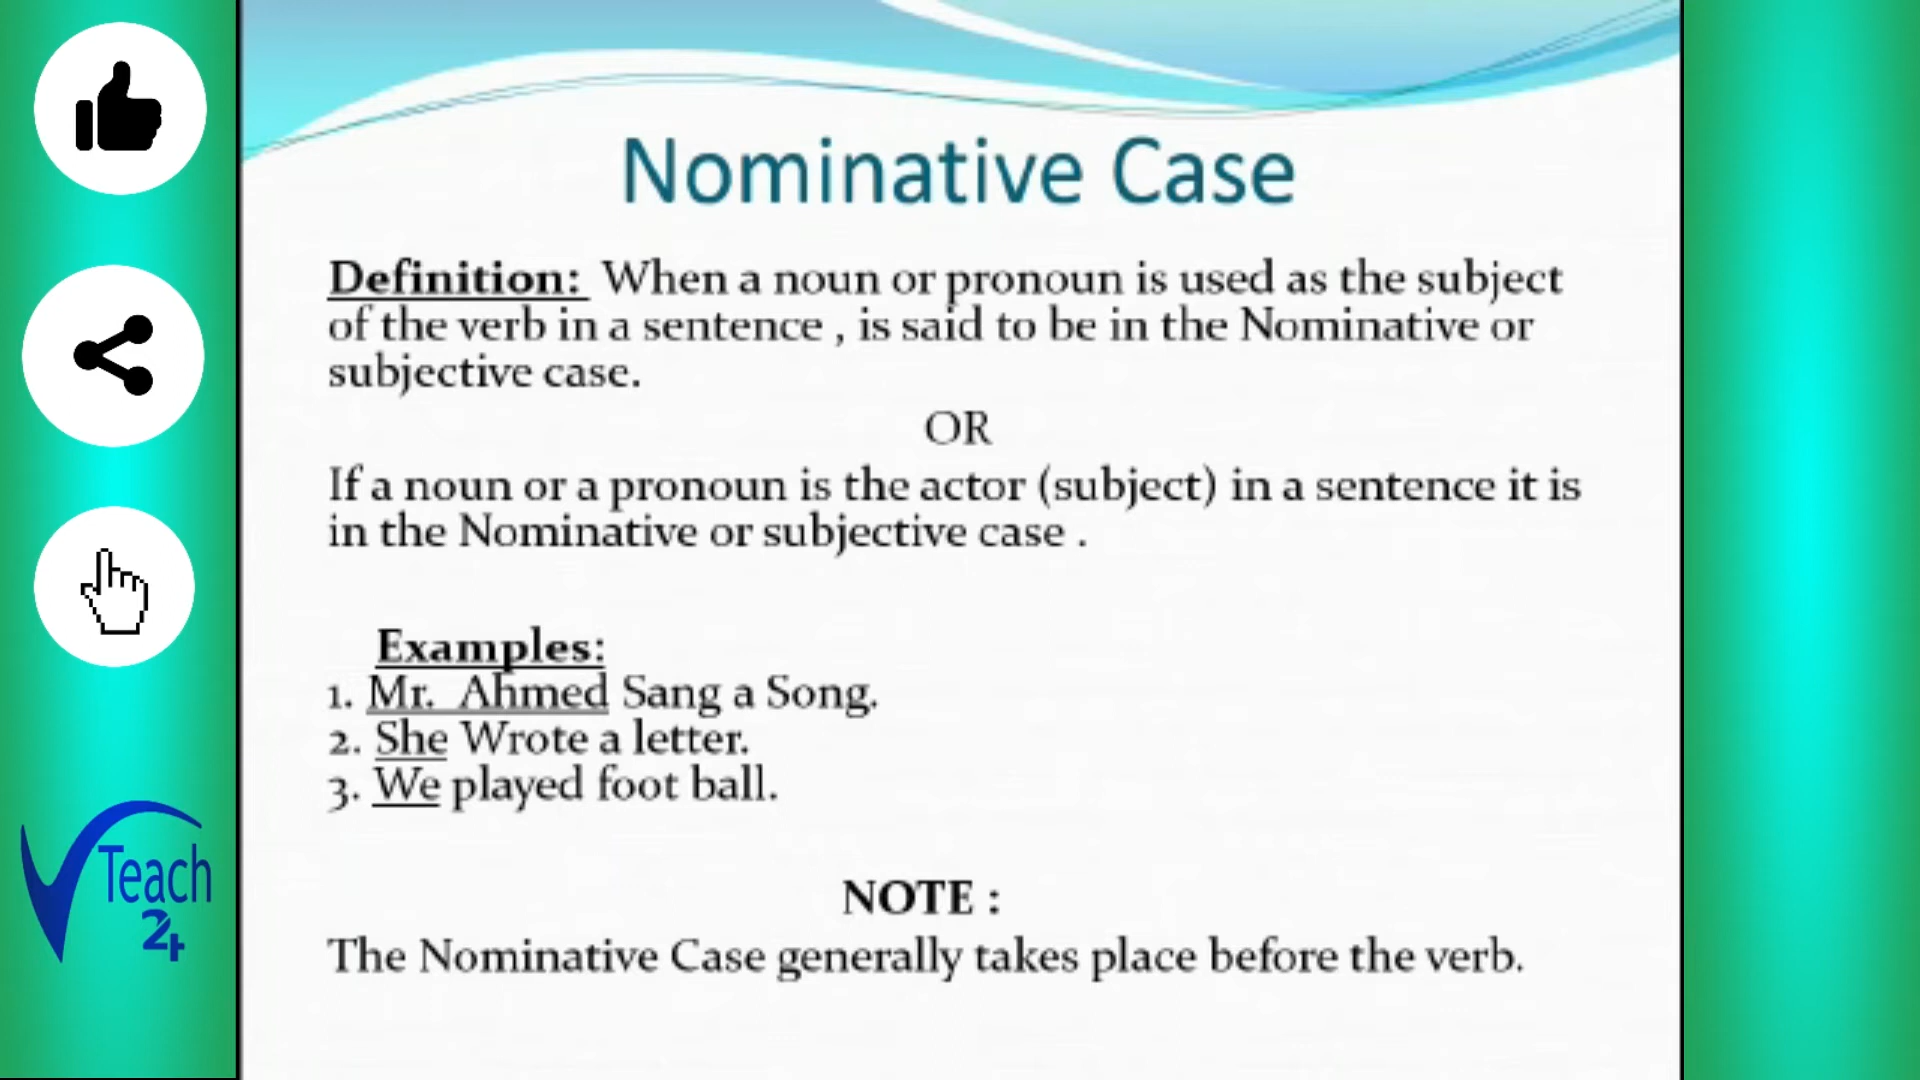 Nominative Case
Definition: When a noun or pronoun is used as the subject
of the verb in a sentence , is said to be in the Nominative or
subjective case.
OR
If a noun or a pronoun is the actor (subject) in a sentence it is
in the Nominative or subjective case .
Examples:
1. Mr. Ahmed Sang a Song.
2. She Wrote a letter.
3. We played foot ball.
NOTE :
The Nominative Case generally takes place before the verb.
Teach
24